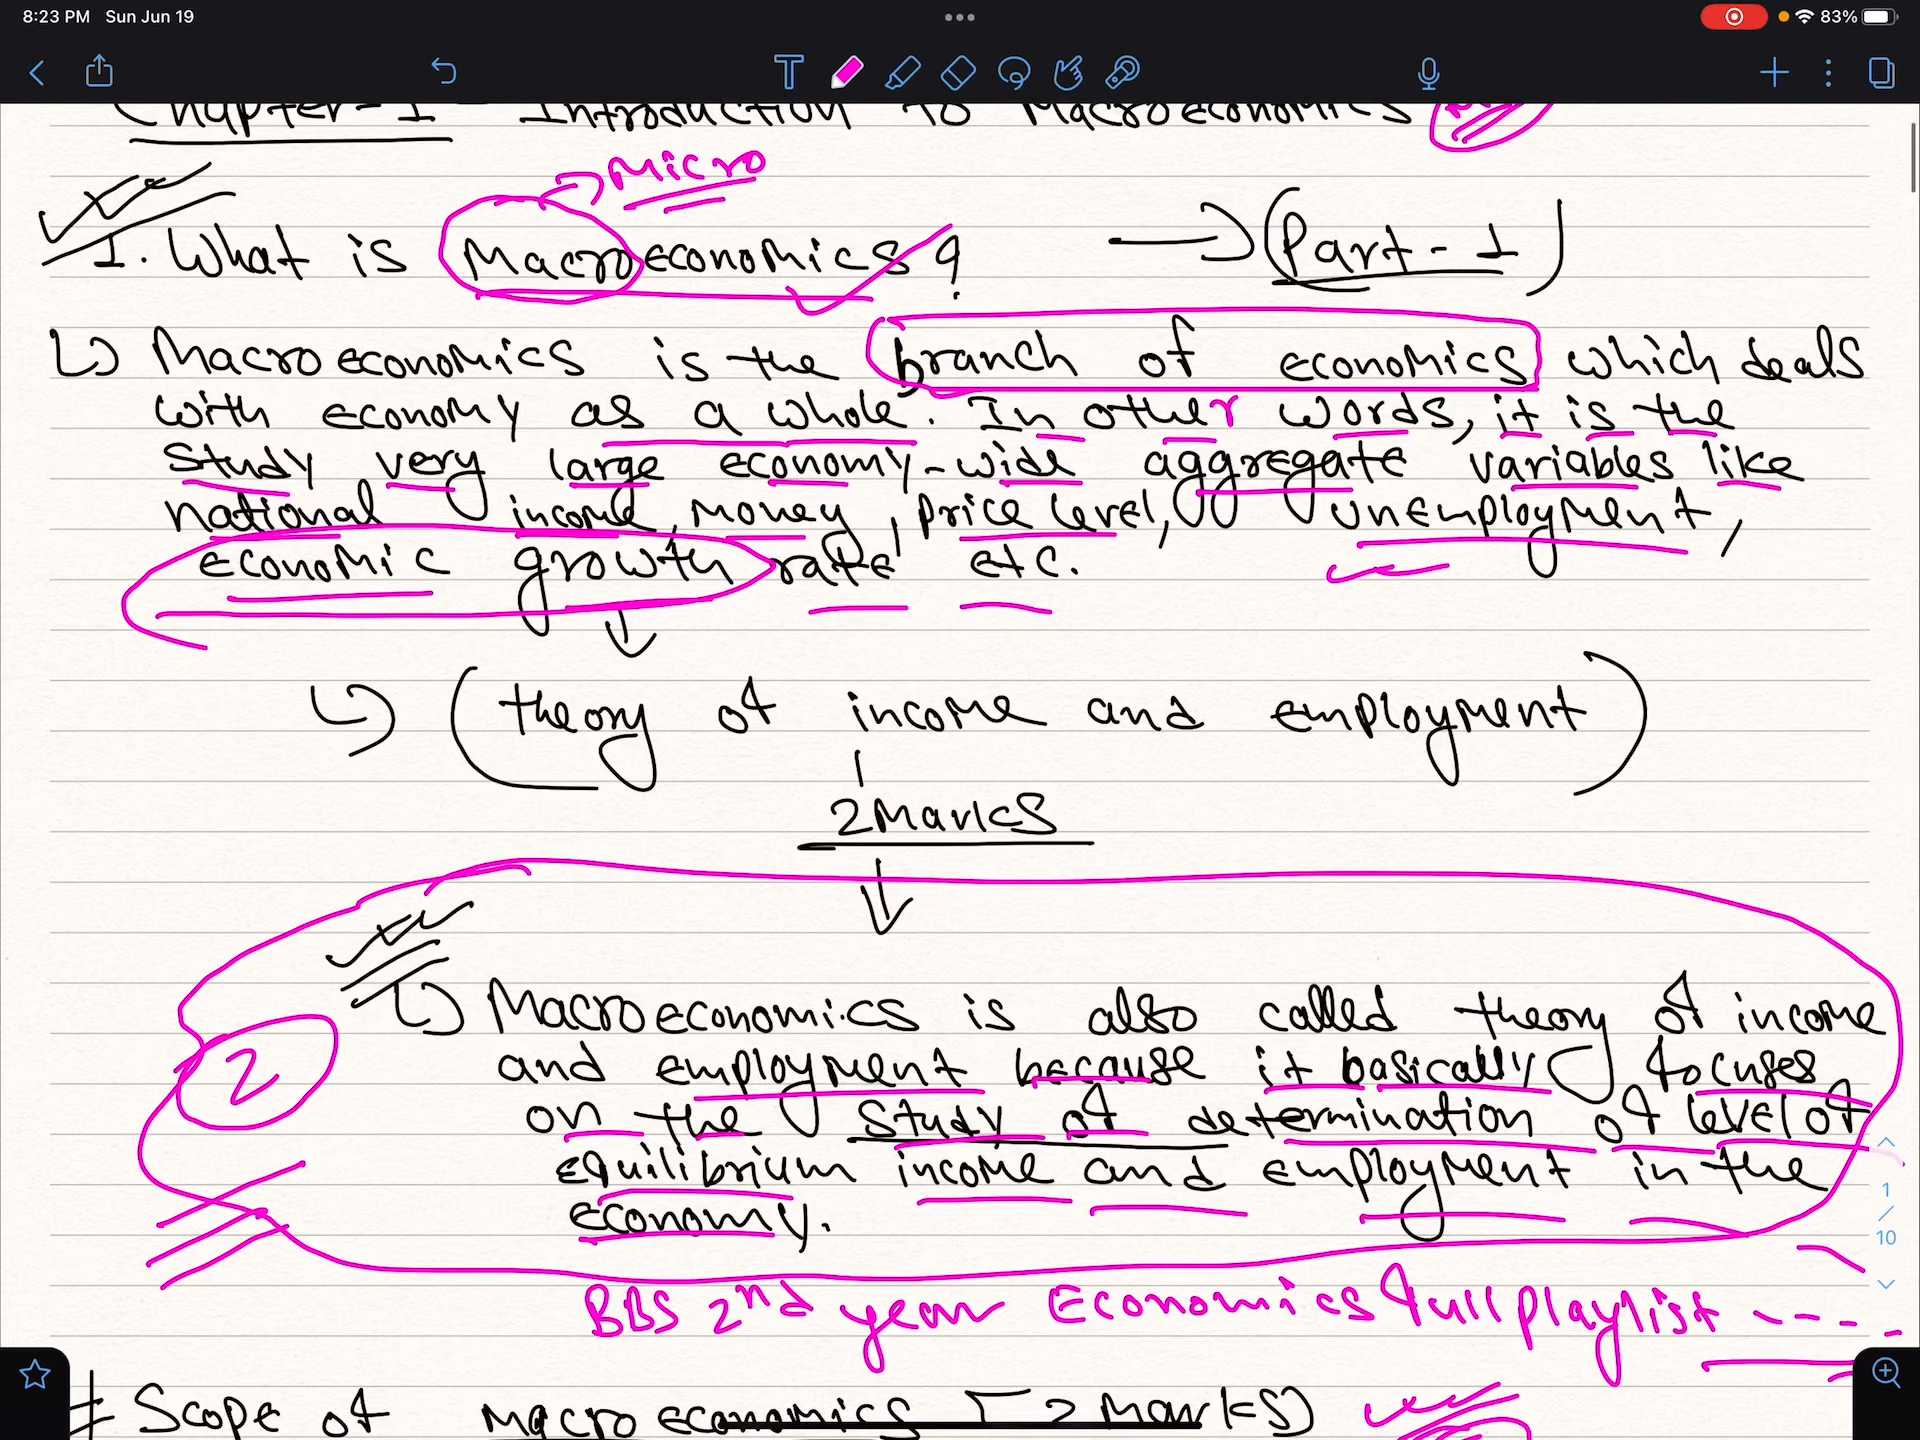 8:23 PM Sun Jun 19
83%
Chapter-1 Introduction to Macroeconomics
Micro
1. What is Macroeconomics? → (Part-1)
Macroeconomics is the branch of economics which deals
with economy as a whole. In other words, it is the
study very large economy-wide aggregate variables like
national income, money, price level, unemployment,
economic growth rate etc.
(theory of income and employment)
2 Marks
Macroeconomics is also called theory of income
2
and employment because it basically focuses
on the study of determination of level of
equilibrium income and employment in the
economy.
1
/
10
BBS 2nd year Economics full playlist ----
# Scope of macroeconomics [2 Marks)